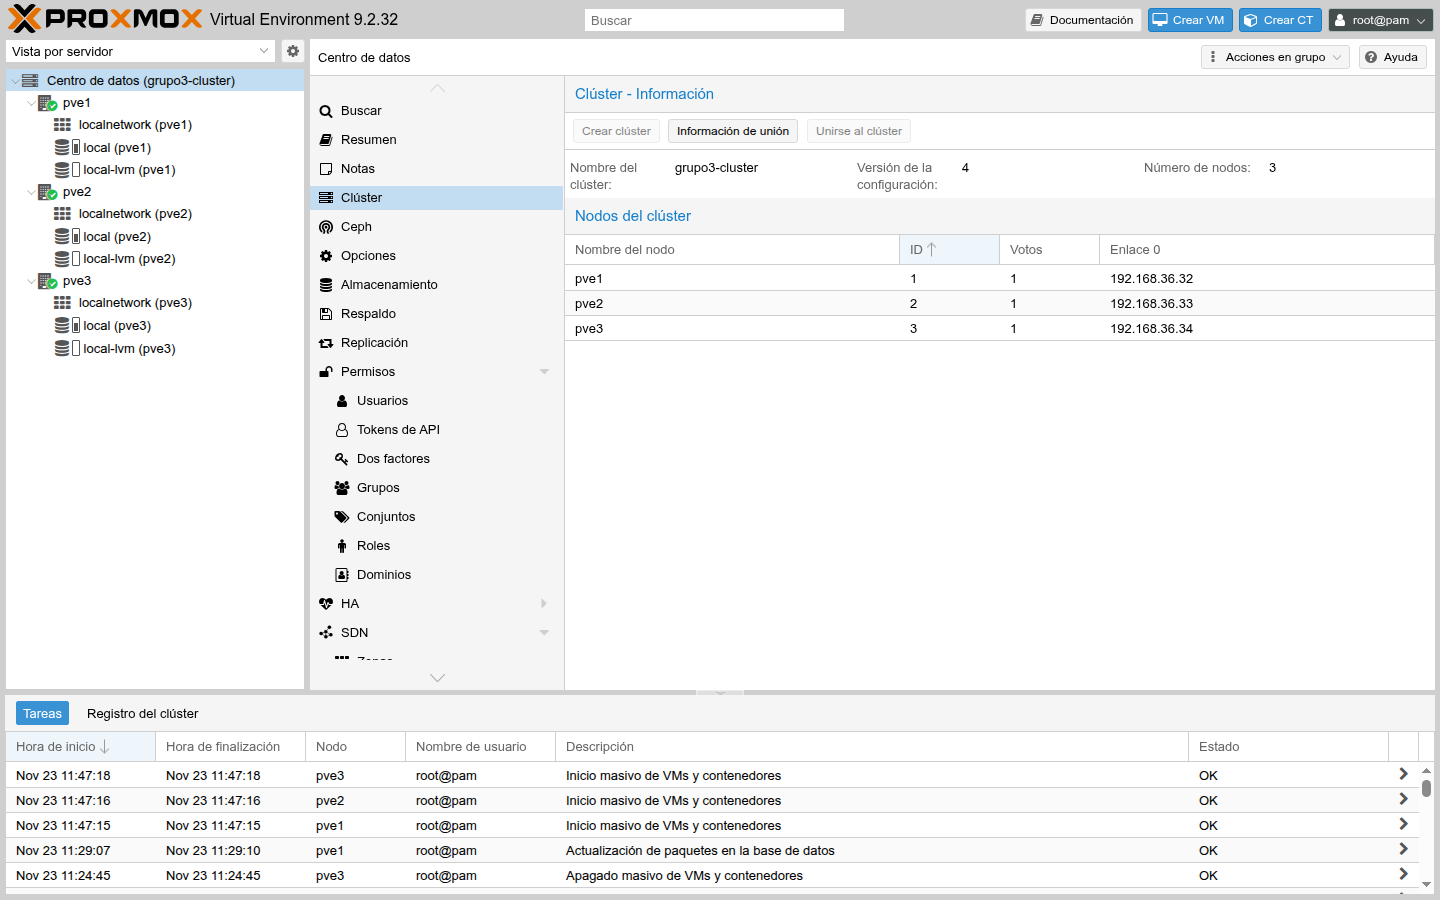 PROXMOX Virtual Environment 9.2.32
Buscar
Documentación
Crear VM
Crear CT
root@pam
Vista por servidor
Centro de datos (grupo3-cluster)
pve1
localnetwork (pve1)
local (pve1)
local-lvm (pve1)
pve2
localnetwork (pve2)
local (pve2)
local-lvm (pve2)
pve3
localnetwork (pve3)
local (pve3)
local-lvm (pve3)
Centro de datos
Acciones en grupo
Ayuda
Buscar
Resumen
Notas
Clúster
Ceph
Opciones
Almacenamiento
Respaldo
Replicación
Permisos
Usuarios
Tokens de API
Dos factores
Grupos
Conjuntos
Roles
Dominios
HA
SDN
Zonas
Clúster - Información
Crear clúster
Información de unión
Unirse al clúster
Nombre del clúster: grupo3-cluster
Versión de la configuración: 4
Número de nodos: 3
Nodos del clúster
Nombre del nodo ID Votos Enlace 0
pve1 1 1 192.168.36.32
pve2 2 1 192.168.36.33
pve3 3 1 192.168.36.34
Tareas
Registro del clúster
Hora de inicio Hora de finalización Nodo Nombre de usuario Descripción Estado
Nov 23 11:47:18 Nov 23 11:47:18 pve3 root@pam Inicio masivo de VMs y contenedores OK
Nov 23 11:47:16 Nov 23 11:47:16 pve2 root@pam Inicio masivo de VMs y contenedores OK
Nov 23 11:47:15 Nov 23 11:47:15 pve1 root@pam Inicio masivo de VMs y contenedores OK
Nov 23 11:29:07 Nov 23 11:29:10 pve1 root@pam Actualización de paquetes en la base de datos OK
Nov 23 11:24:45 Nov 23 11:24:45 pve3 root@pam Apagado masivo de VMs y contenedores OK